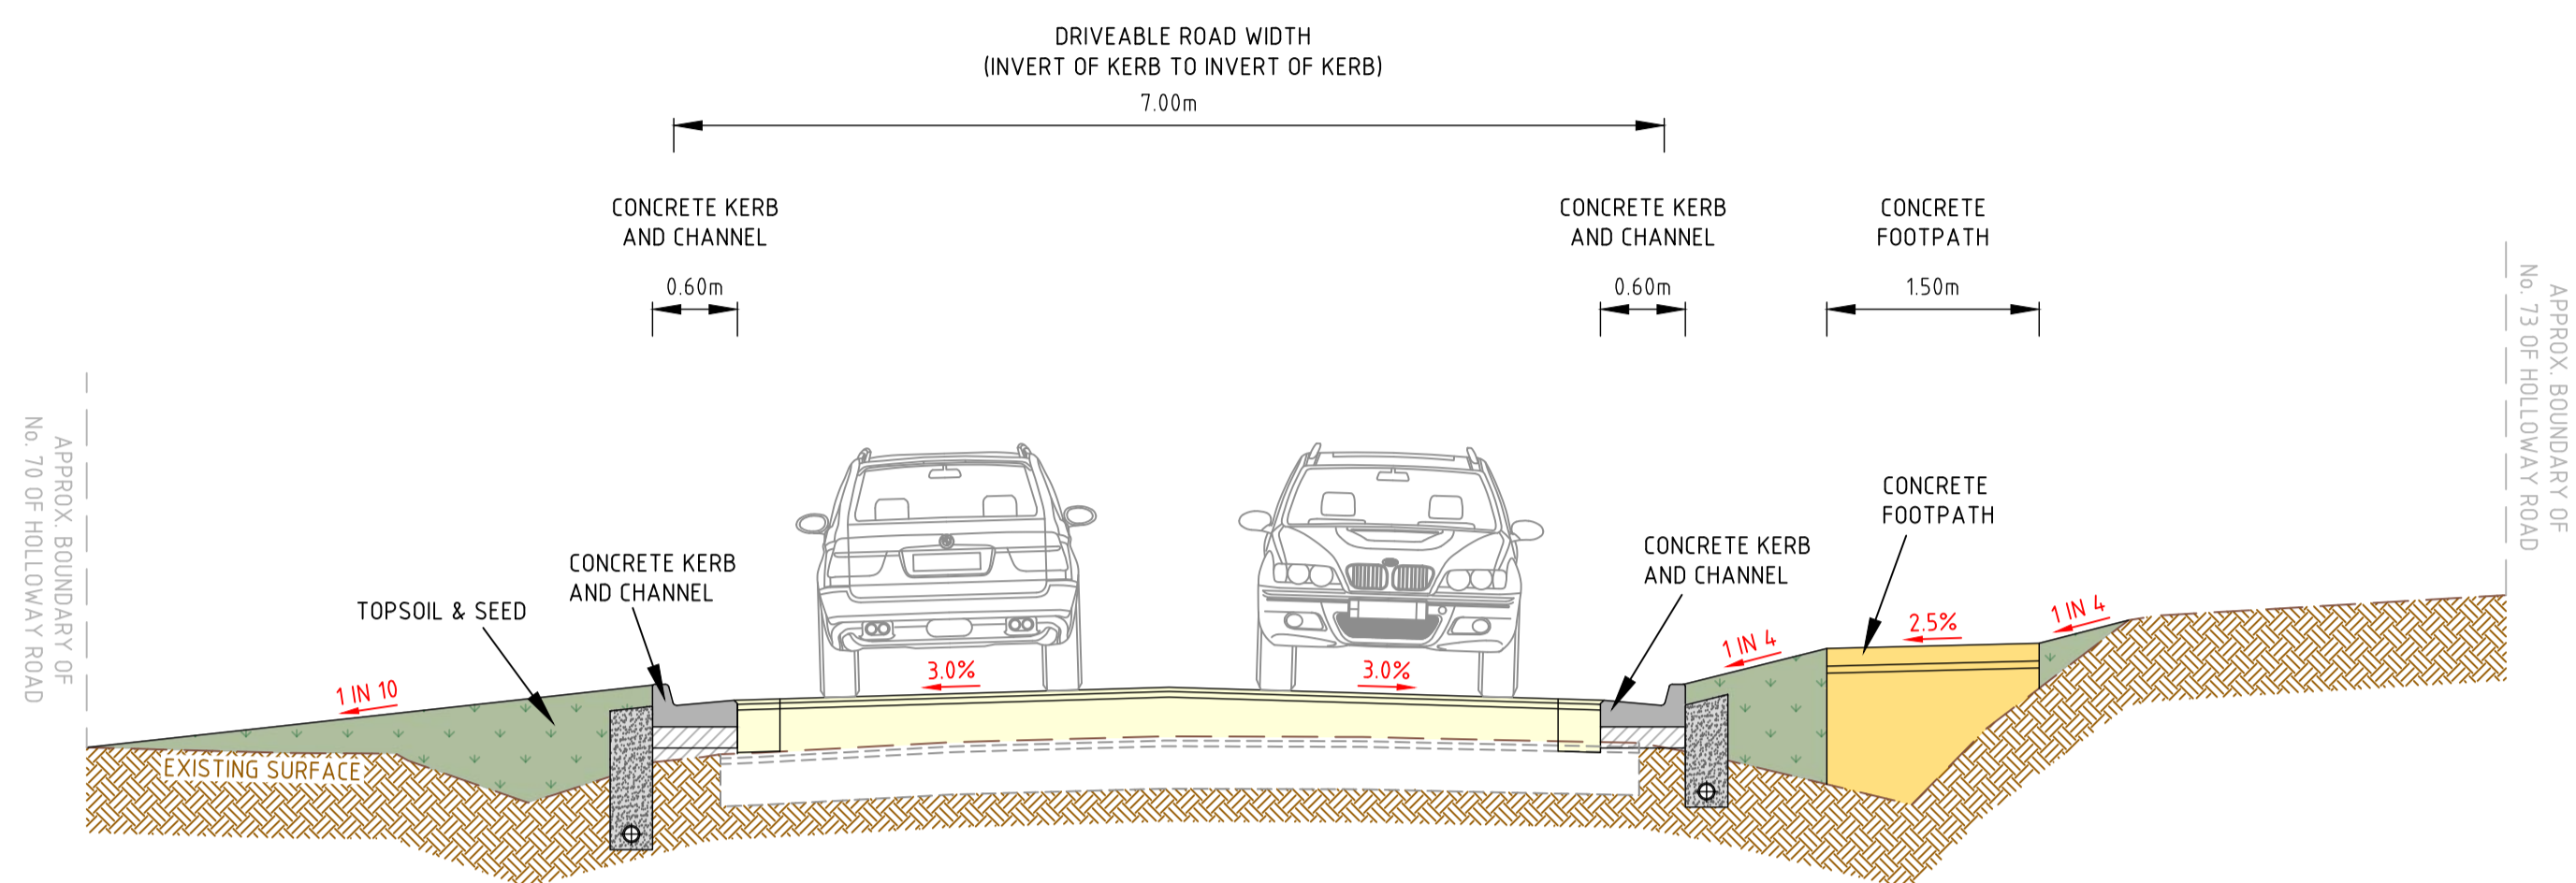 DRIVEABLE ROAD WIDTH
(INVERT OF KERB TO INVERT OF KERB)
7.00m
CONCRETE KERB
AND CHANNEL
0.60m
CONCRETE KERB
AND CHANNEL
0.60m
CONCRETE
FOOTPATH
1.50m
APPROX. BOUNDARY OF
No. 70 OF HOLLOWAY ROAD
APPROX. BOUNDARY OF
No. 73 OF HOLLOWAY ROAD
TOPSOIL & SEED
CONCRETE KERB
AND CHANNEL
CONCRETE KERB
AND CHANNEL
CONCRETE
FOOTPATH
1 IN 10
3.0%
3.0%
1 IN 4
2.5%
1 IN 4
EXISTING SURFACE